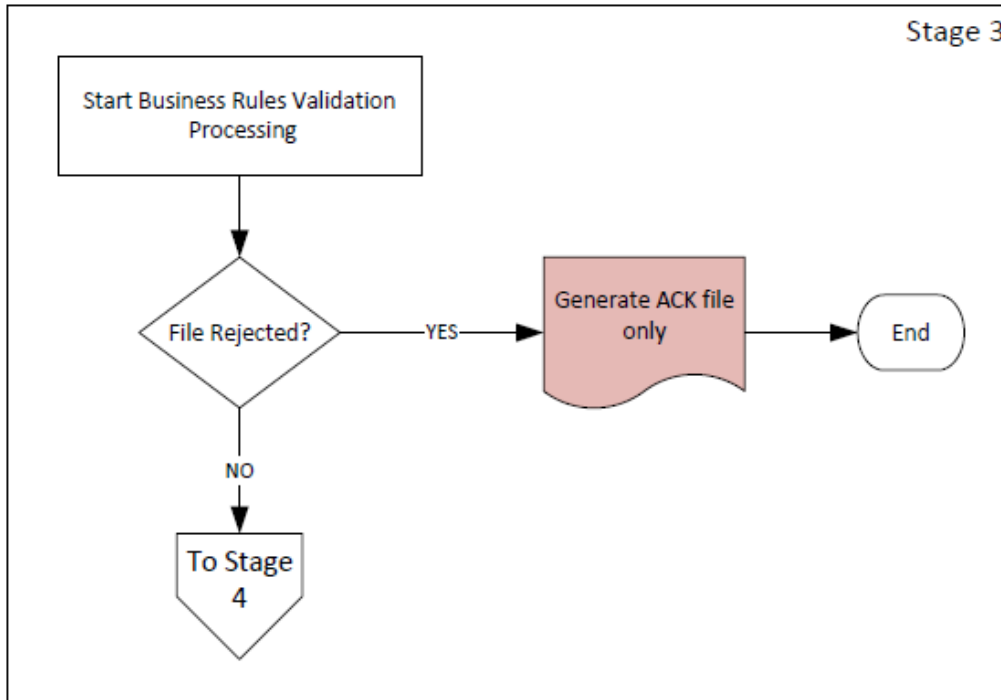 Stage 3
Start Business Rules Validation
Processing
File Rejected?
YES
Generate ACK file
only
End
NO
To Stage
4